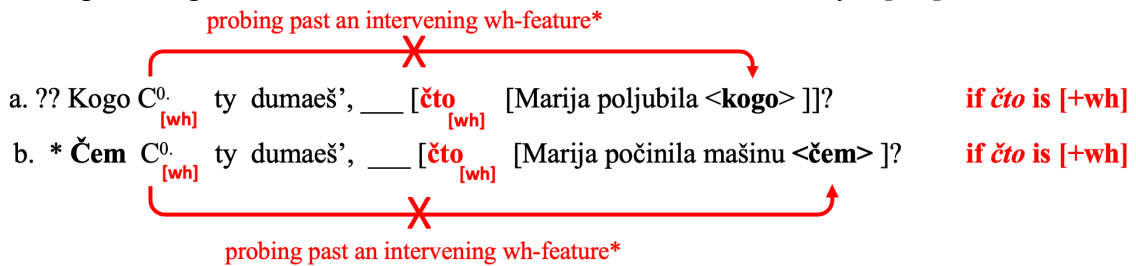 probing past an intervening wh-feature*
a. ?? Kogo C⁰. ty dumaeš’, ___ [čto [Marija poljubila <kogo> ]]? if čto is [+wh]
[wh] [wh]
b. * Čem C⁰. ty dumaeš’, ___ [čto [Marija počinila mašinu <čem> ]? if čto is [+wh]
[wh] [wh]
probing past an intervening wh-feature*